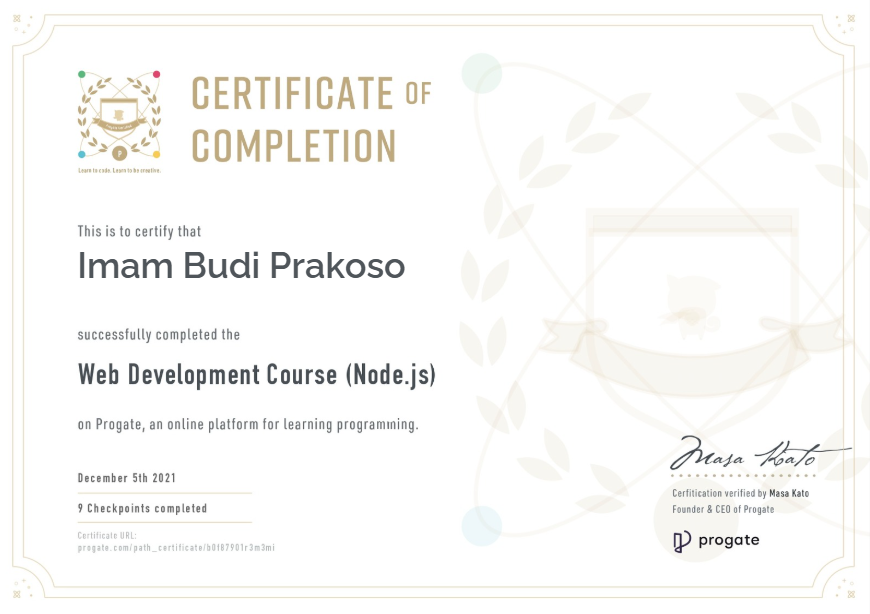 CERTIFICATE OF
COMPLETION
Learn to code. Learn to be creative.
This is to certify that
Imam Budi Prakoso
successfully completed the
Web Development Course (Node.js)
on Progate, an online platform for learning programming.
December 5th 2021
9 Checkpoints completed
Certificate URL:
progate.com/path_certificate/b0f87901r3m3mi
Masa Kato
Cerfitication verified by Masa Kato
Founder & CEO of Progate
progate